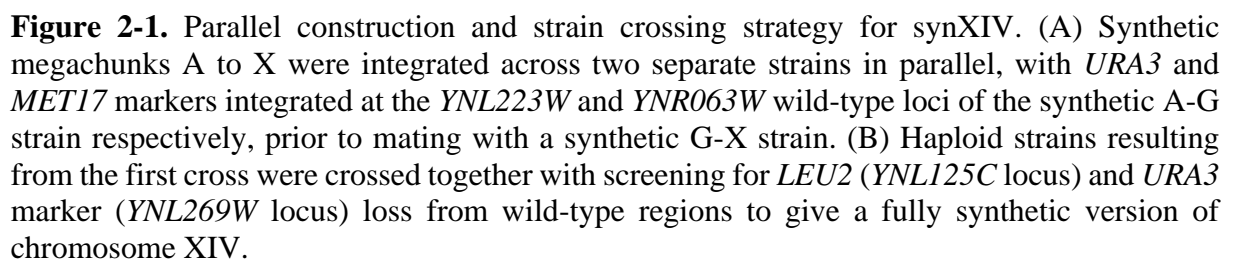 Figure 2-1. Parallel construction and strain crossing strategy for synXIV. (A) Synthetic
megachunks A to X were integrated across two separate strains in parallel, with URA3 and
MET17 markers integrated at the YNL223W and YNR063W wild-type loci of the synthetic A-G
strain respectively, prior to mating with a synthetic G-X strain. (B) Haploid strains resulting
from the first cross were crossed together with screening for LEU2 (YNL125C locus) and URA3
marker (YNL269W locus) loss from wild-type regions to give a fully synthetic version of
chromosome XIV.